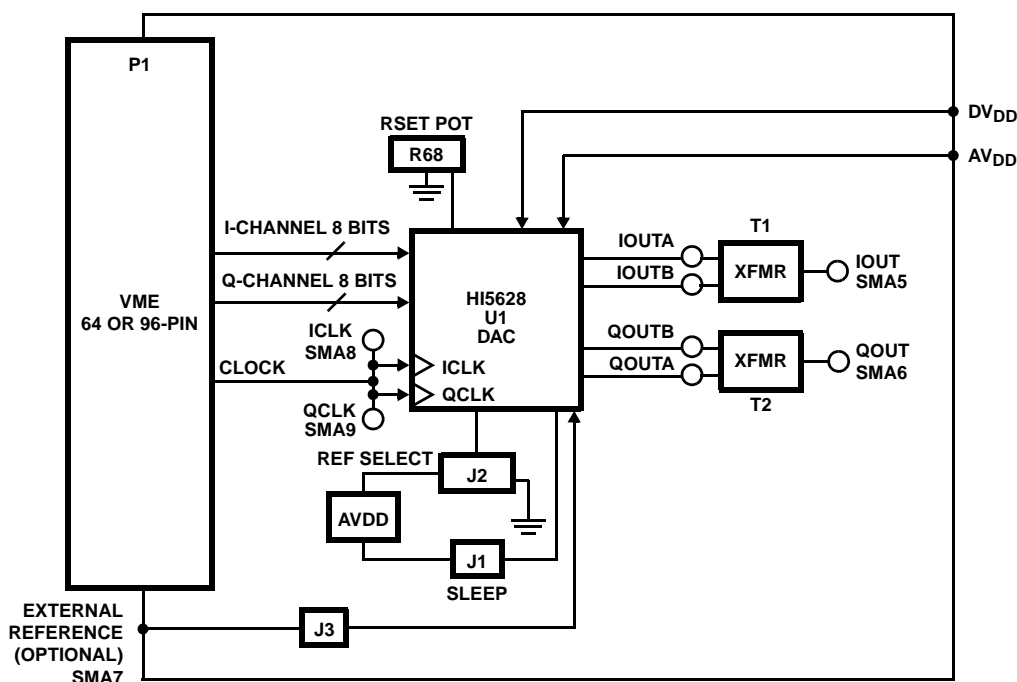 P1
DVDD
AVDD
RSET POT
R68
I-CHANNEL 8 BITS
Q-CHANNEL 8 BITS
VME
64 OR 96-PIN
ICLK
SMA8
CLOCK
QCLK
SMA9
HI5628
U1
DAC
ICLK
QCLK
IOUTA
IOUTB
T1
XFMR
IOUT
SMA5
QOUTB
QOUTA
XFMR
T2
QOUT
SMA6
REF SELECT
J2
AVDD
J1
SLEEP
EXTERNAL
REFERENCE
(OPTIONAL)
SMA7
J3